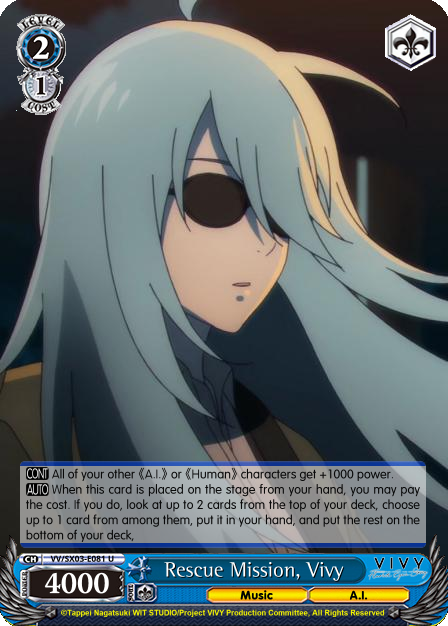 LEVEL
2
1
COST
CONT All of your other 《A.I.》 or 《Human》 characters get +1000 power.
AUTO When this card is placed on the stage from your hand, you may pay
the cost. If you do, look at up to 2 cards from the top of your deck, choose
up to 1 card from among them, put it in your hand, and put the rest on the
bottom of your deck,
CH VV/SX03-E081 U
POWER 4000 SOUL Rescue Mission, Vivy VIVY
Music A.I.
©Tappei Nagatsuki WIT STUDIO/Project VIVY Production Committee, All Rights Reserved